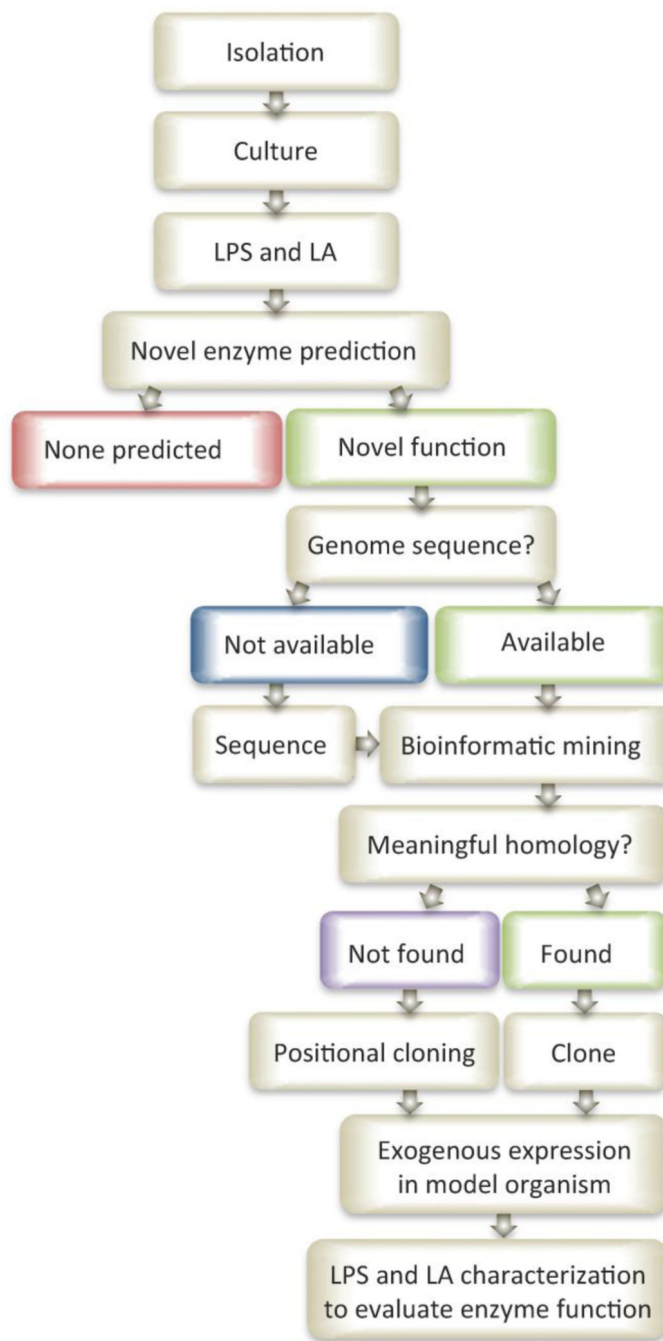 Isolation
Culture
LPS and LA
Novel enzyme prediction
None predicted
Novel function
Genome sequence?
Not available
Available
Sequence
Bioinformatic mining
Meaningful homology?
Not found
Found
Positional cloning
Clone
Exogenous expression
in model organism
LPS and LA characterization
to evaluate enzyme function